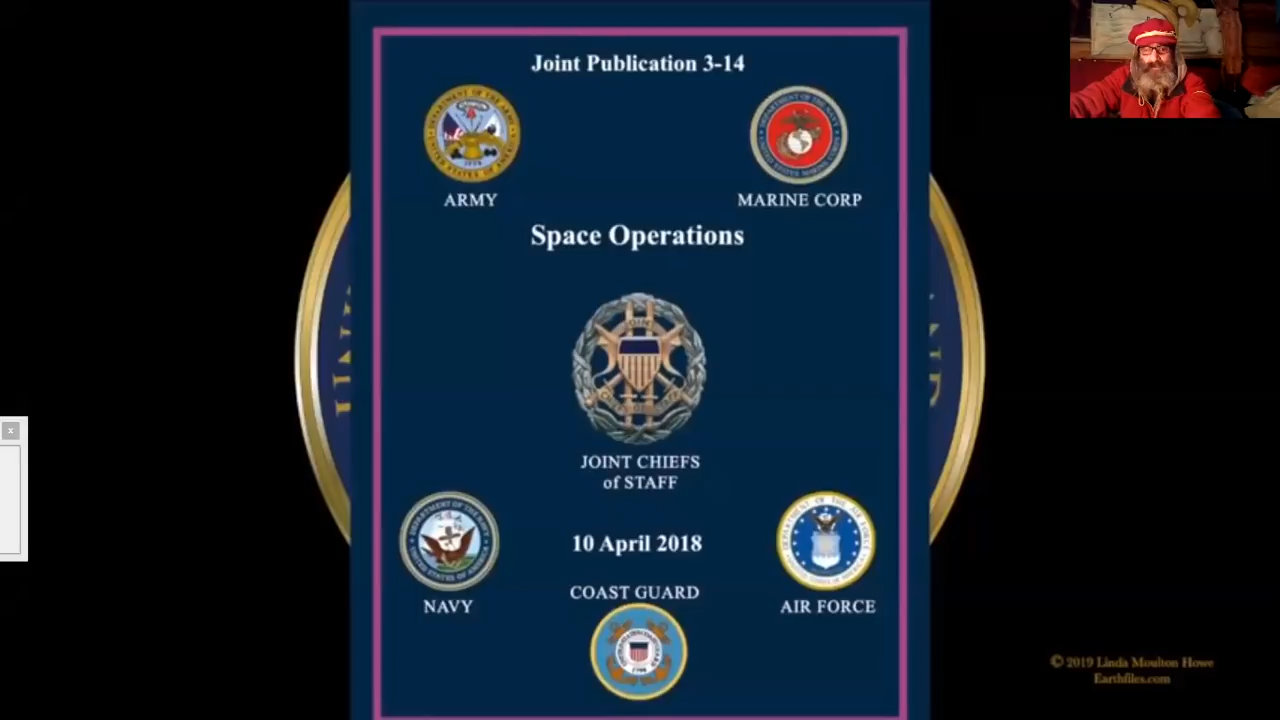 Joint Publication 3-14
ARMY
MARINE CORP
Space Operations
JOINT CHIEFS
of STAFF
10 April 2018
COAST GUARD
NAVY
AIR FORCE
© 2019 Linda Moulton Howe
Earthfiles.com
x